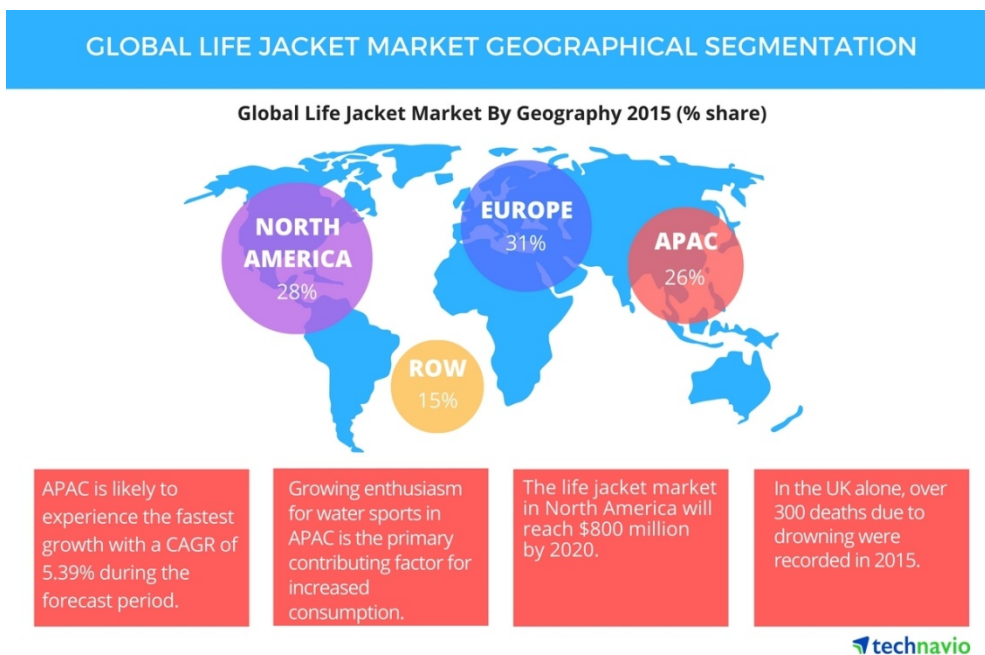 GLOBAL LIFE JACKET MARKET GEOGRAPHICAL SEGMENTATION
Global Life Jacket Market By Geography 2015 (% share)
NORTH
AMERICA
28%
EUROPE
31%
APAC
26%
ROW
15%
APAC is likely to
experience the fastest
growth with a CAGR of
5.39% during the
forecast period.
Growing enthusiasm
for water sports in
APAC is the primary
contributing factor for
increased
consumption.
The life jacket market
in North America will
reach $800 million
by 2020.
In the UK alone, over
300 deaths due to
drowning were
recorded in 2015.
technavio